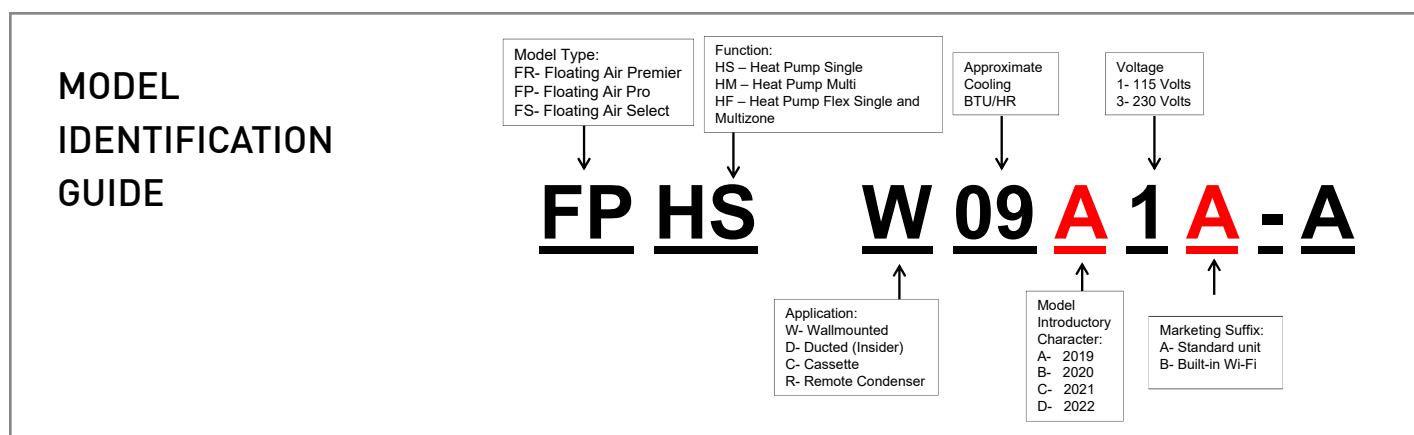 MODEL
IDENTIFICATION
GUIDE
Model Type:
FR- Floating Air Premier
FP- Floating Air Pro
FS- Floating Air Select
Function:
HS – Heat Pump Single
HM – Heat Pump Multi
HF – Heat Pump Flex Single and
Multizone
Approximate
Cooling
BTU/HR
Voltage
1- 115 Volts
3- 230 Volts
FP HS W 09 A 1 A - A
Application:
W- Wallmounted
D- Ducted (Insider)
C- Cassette
R- Remote Condenser
Model
Introductory
Character:
A- 2019
B- 2020
C- 2021
D- 2022
Marketing Suffix:
A- Standard unit
B- Built-in Wi-Fi